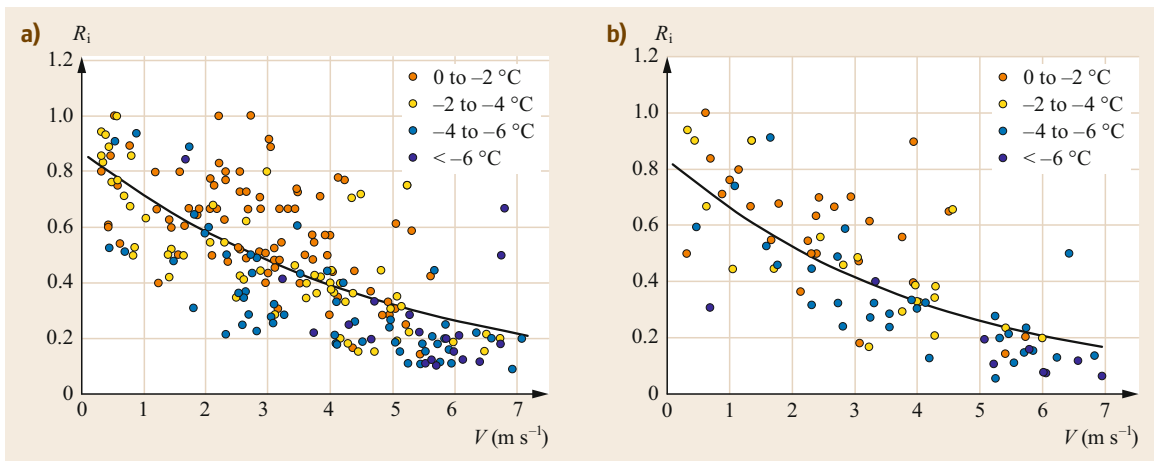 a)
R_i
1.2
1.0
0.8
0.6
0.4
0.2
0
0 1 2 3 4 5 6 7
V (m s⁻¹)
0 to –2 °C
–2 to –4 °C
–4 to –6 °C
< –6 °C
b)
R_i
1.2
1.0
0.8
0.6
0.4
0.2
0
0 1 2 3 4 5 6 7
V (m s⁻¹)
0 to –2 °C
–2 to –4 °C
–4 to –6 °C
< –6 °C